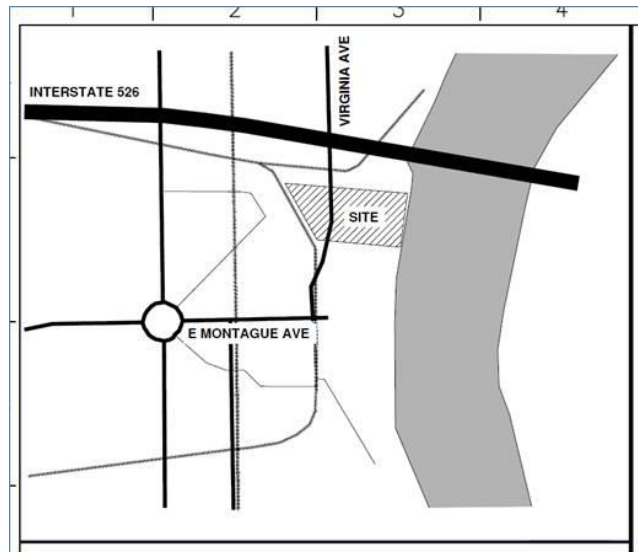 1 2 3 4
INTERSTATE 526
VIRGINIA AVE
SITE
E MONTAGUE AVE